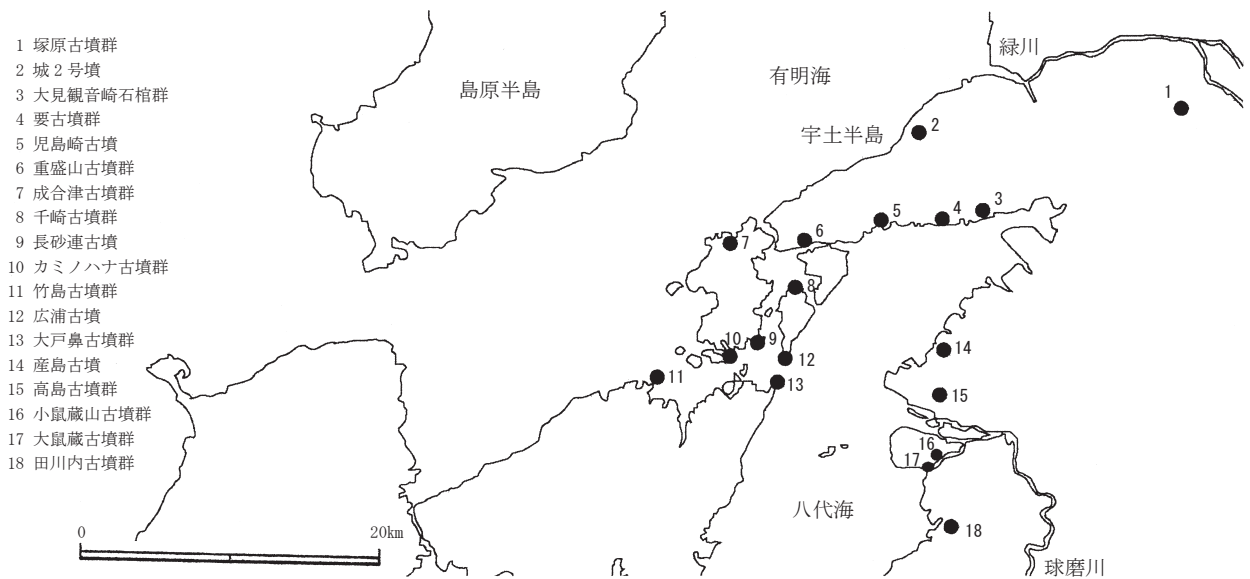 1 塚原古墳群
2 城2号墳
3 大見観音崎石棺群
4 要古墳群
5 児島崎古墳
6 重盛山古墳群
7 成合津古墳群
8 千崎古墳群
9 長砂連古墳
10 カミノハナ古墳群
11 竹島古墳群
12 広浦古墳
13 大戸鼻古墳群
14 産島古墳
15 高島古墳群
16 小鼠蔵山古墳群
17 大鼠蔵古墳群
18 田川内古墳群
島原半島
有明海
緑川
宇土半島
1
2
3
4
5
6
7
8
9
10
11
12
13
14
15
16
17
18
八代海
球磨川
0 20km